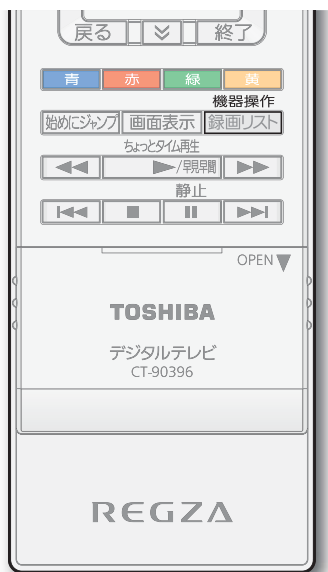 戻る 終了
青 赤 緑 黄
機器操作
始めにジャンプ 画面表示 録画リスト
ちょっとタイム再生
/早見早聞
静止
OPEN
TOSHIBA
デジタルテレビ
CT-90396
REGZA